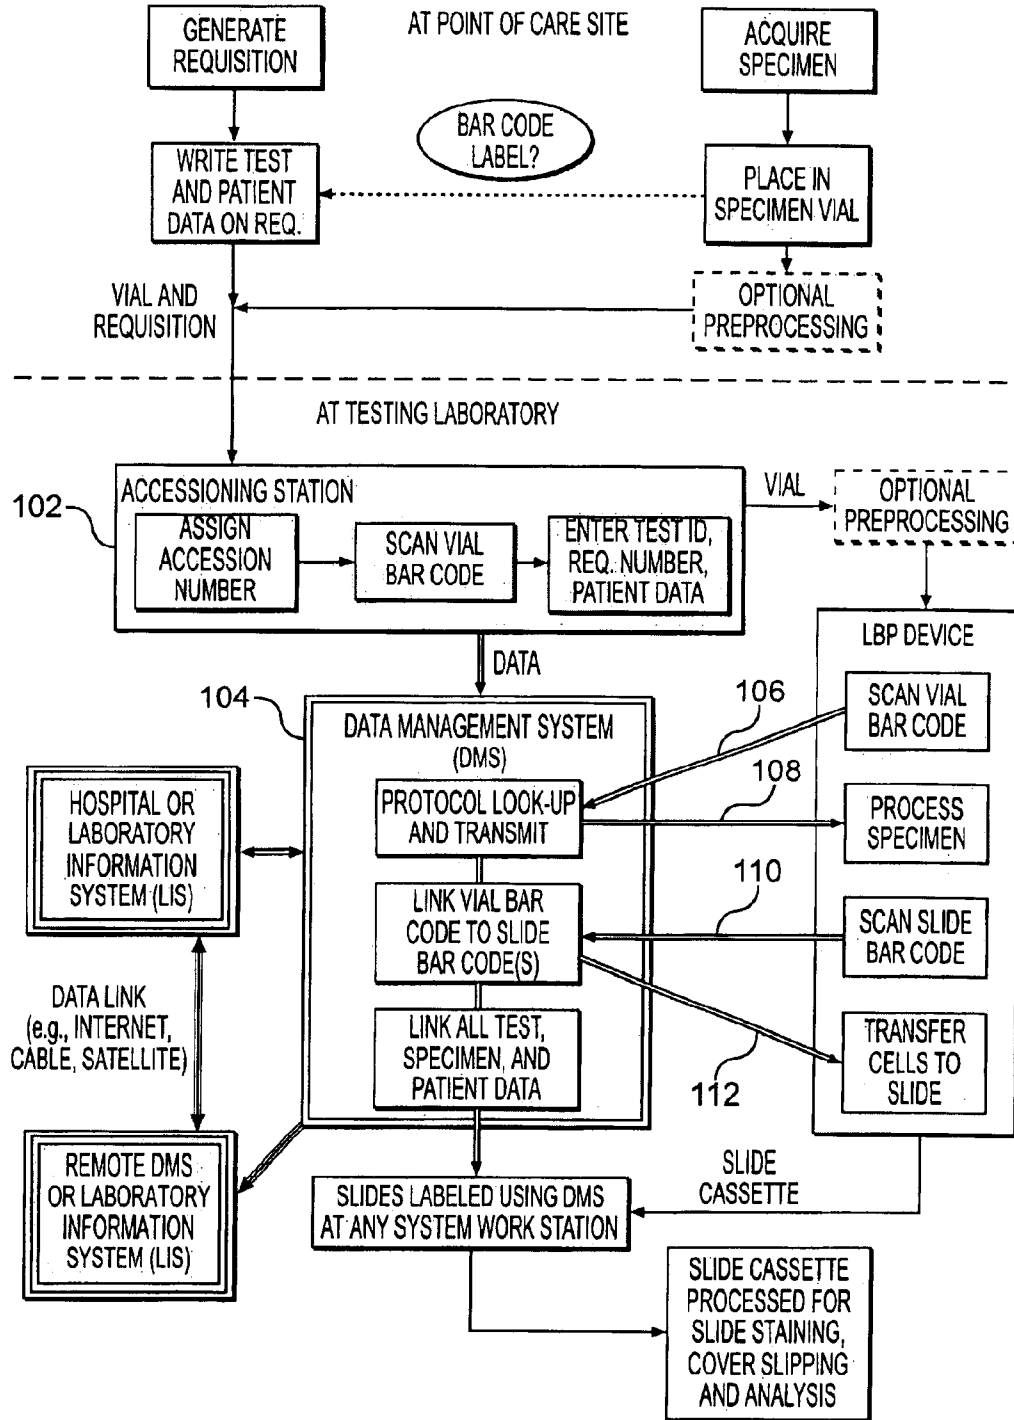 GENERATE
REQUISITION
AT POINT OF CARE SITE
ACQUIRE
SPECIMEN
BAR CODE
LABEL?
WRITE TEST
AND PATIENT
DATA ON REQ.
PLACE IN
SPECIMEN VIAL
VIAL AND
REQUISITION
OPTIONAL
PREPROCESSING
AT TESTING LABORATORY
102
ACCESSIONING STATION
ASSIGN
ACCESSION
NUMBER
SCAN VIAL
BAR CODE
ENTER TEST ID,
REQ. NUMBER,
PATIENT DATA
VIAL
OPTIONAL
PREPROCESSING
DATA
LBP DEVICE
104
DATA MANAGEMENT SYSTEM
(DMS)
106
SCAN VIAL
BAR CODE
PROTOCOL LOOK-UP
AND TRANSMIT
108
PROCESS
SPECIMEN
HOSPITAL OR
LABORATORY
INFORMATION
SYSTEM (LIS)
LINK VIAL BAR
CODE TO SLIDE
BAR CODE(S)
110
SCAN SLIDE
BAR CODE
DATA LINK
(e.g., INTERNET,
CABLE, SATELLITE)
LINK ALL TEST,
SPECIMEN, AND
PATIENT DATA
112
TRANSFER
CELLS TO
SLIDE
REMOTE DMS
OR LABORATORY
INFORMATION
SYSTEM (LIS)
SLIDES LABELED USING DMS
AT ANY SYSTEM WORK STATION
SLIDE
CASSETTE
SLIDE CASSETTE
PROCESSED FOR
SLIDE STAINING,
COVER SLIPPING
AND ANALYSIS